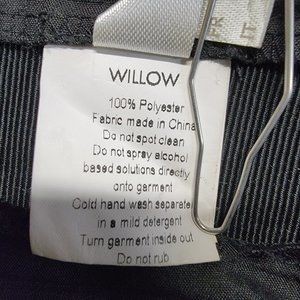 WILLOW
100% Polyester
Fabric made in China
Do not spot clean
Do not spray alcohol
based solutions directly
onto garment
Cold hand wash separate
in a mild detergent
Turn garment inside out
Do not rub